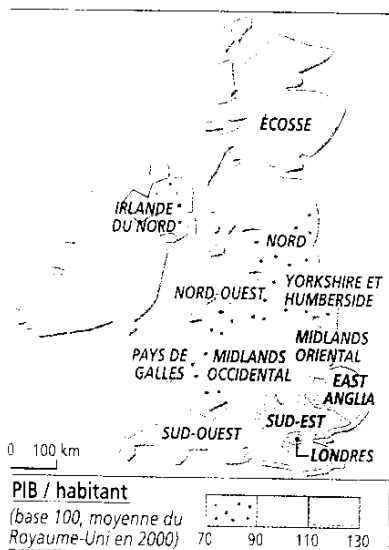 ÉCOSSE
IRLANDE
DU NORD
NORD
NORD-OUEST
YORKSHIRE ET
HUMBERSIDE
MIDLANDS
ORIENTAL
PAYS DE
GALLES
MIDLANDS
OCCIDENTAL
EAST
ANGLIA
SUD-EST
SUD-OUEST
LONDRES
0 100 km
PIB / habitant
(base 100, moyenne du
Royaume-Uni en 2000)
70 90 110 130